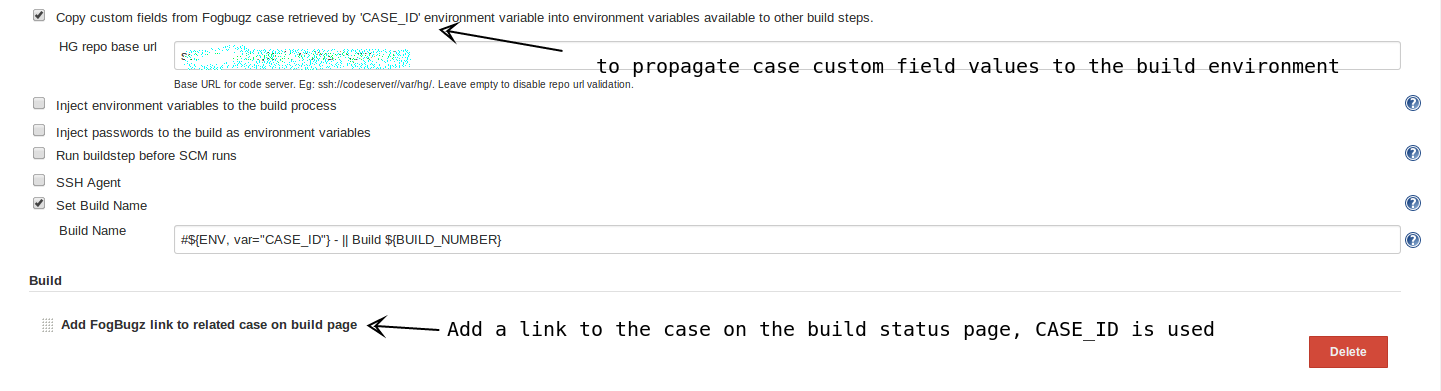 Copy custom fields from Fogbugz case retrieved by 'CASE_ID' environment variable into environment variables available to other build steps.
HG repo base url
to propagate case custom field values to the build environment
Base URL for code server. Eg: ssh://codeserver//var/hg/. Leave empty to disable repo url validation.
Inject environment variables to the build process
Inject passwords to the build as environment variables
Run buildstep before SCM runs
SSH Agent
Set Build Name
Build Name
#${ENV, var="CASE_ID"} - || Build ${BUILD_NUMBER}
Build
Add FogBugz link to related case on build page
Add a link to the case on the build status page, CASE_ID is used
Delete